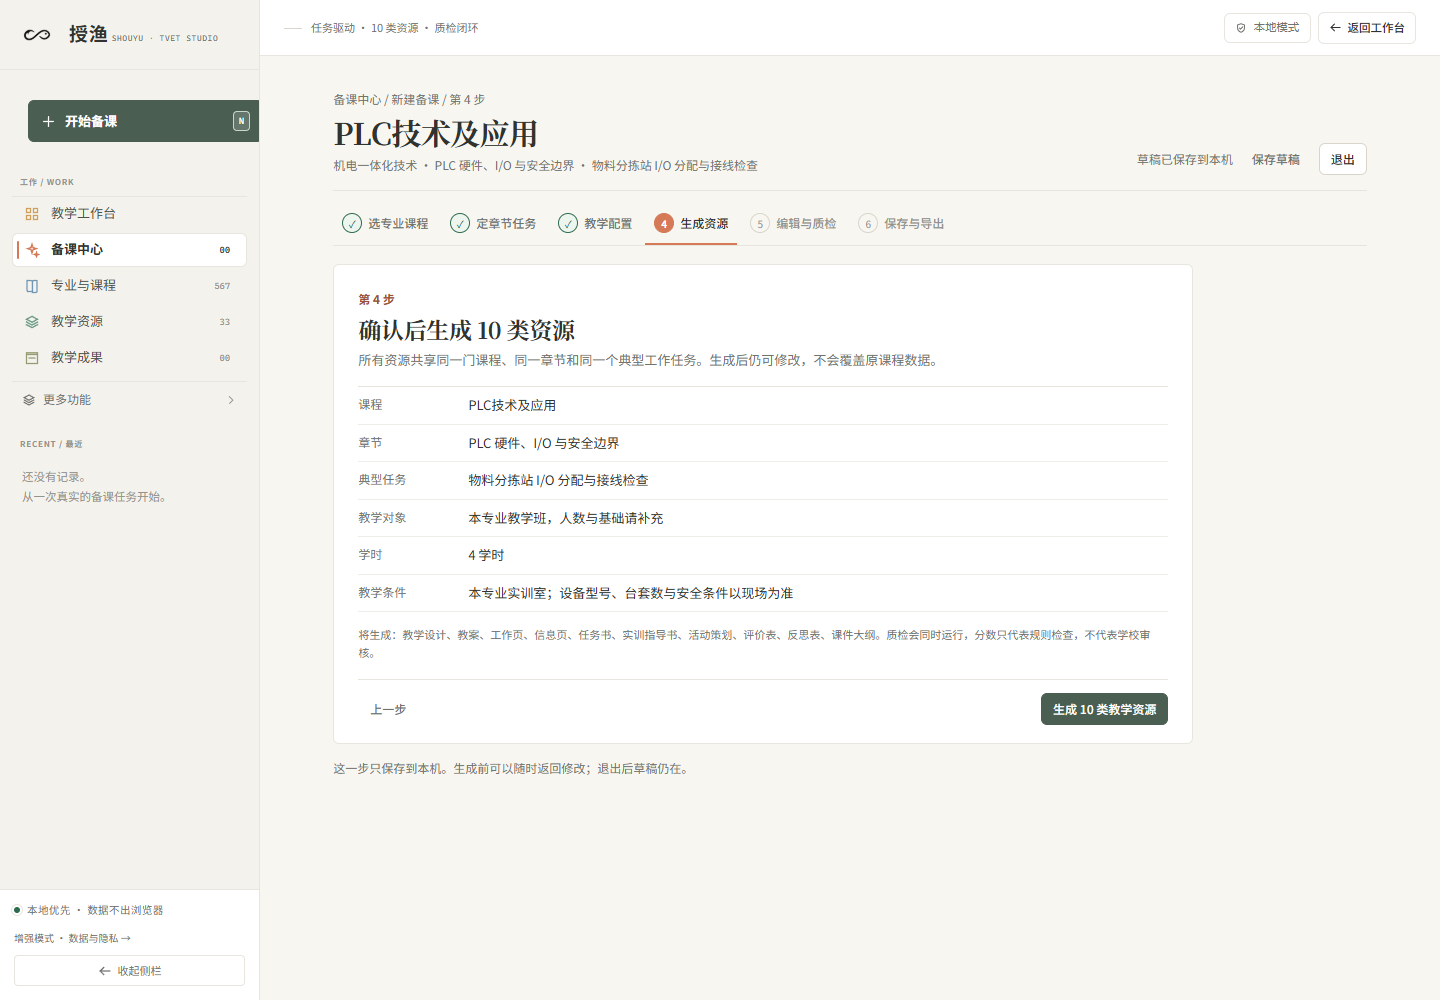 授渔 SHOUYU · TVET STUDIO
任务驱动 · 10 类资源 · 质检闭环
本地模式
返回工作台
开始备课 N
工作 / WORK
教学工作台
备课中心 00
专业与课程 567
教学资源 33
教学成果 00
更多功能
RECENT / 最近
还没有记录。
从一次真实的备课任务开始。
本地优先 · 数据不出浏览器
增强模式 · 数据与隐私 →
收起侧栏
备课中心 / 新建备课 / 第 4 步
PLC技术及应用
机电一体化技术 · PLC 硬件、I/O 与安全边界 · 物料分拣站 I/O 分配与接线检查
草稿已保存到本机
保存草稿
退出
✓ 选专业课程
✓ 定章节任务
✓ 教学配置
4 生成资源
5 编辑与质检
6 保存与导出
第 4 步
确认后生成 10 类资源
所有资源共享同一门课程、同一章节和同一个典型工作任务。生成后仍可修改，不会覆盖原课程数据。
课程 PLC技术及应用
章节 PLC 硬件、I/O 与安全边界
典型任务 物料分拣站 I/O 分配与接线检查
教学对象 本专业教学班，人数与基础请补充
学时 4 学时
教学条件 本专业实训室；设备型号、台套数与安全条件以现场为准
将生成：教学设计、教案、工作页、信息页、任务书、实训指导书、活动策划、评价表、反思表、课件大纲。质检会同时运行，分数只代表规则检查，不代表学校审
核。
上一步
生成 10 类教学资源
这一步只保存到本机。生成前可以随时返回修改；退出后草稿仍在。